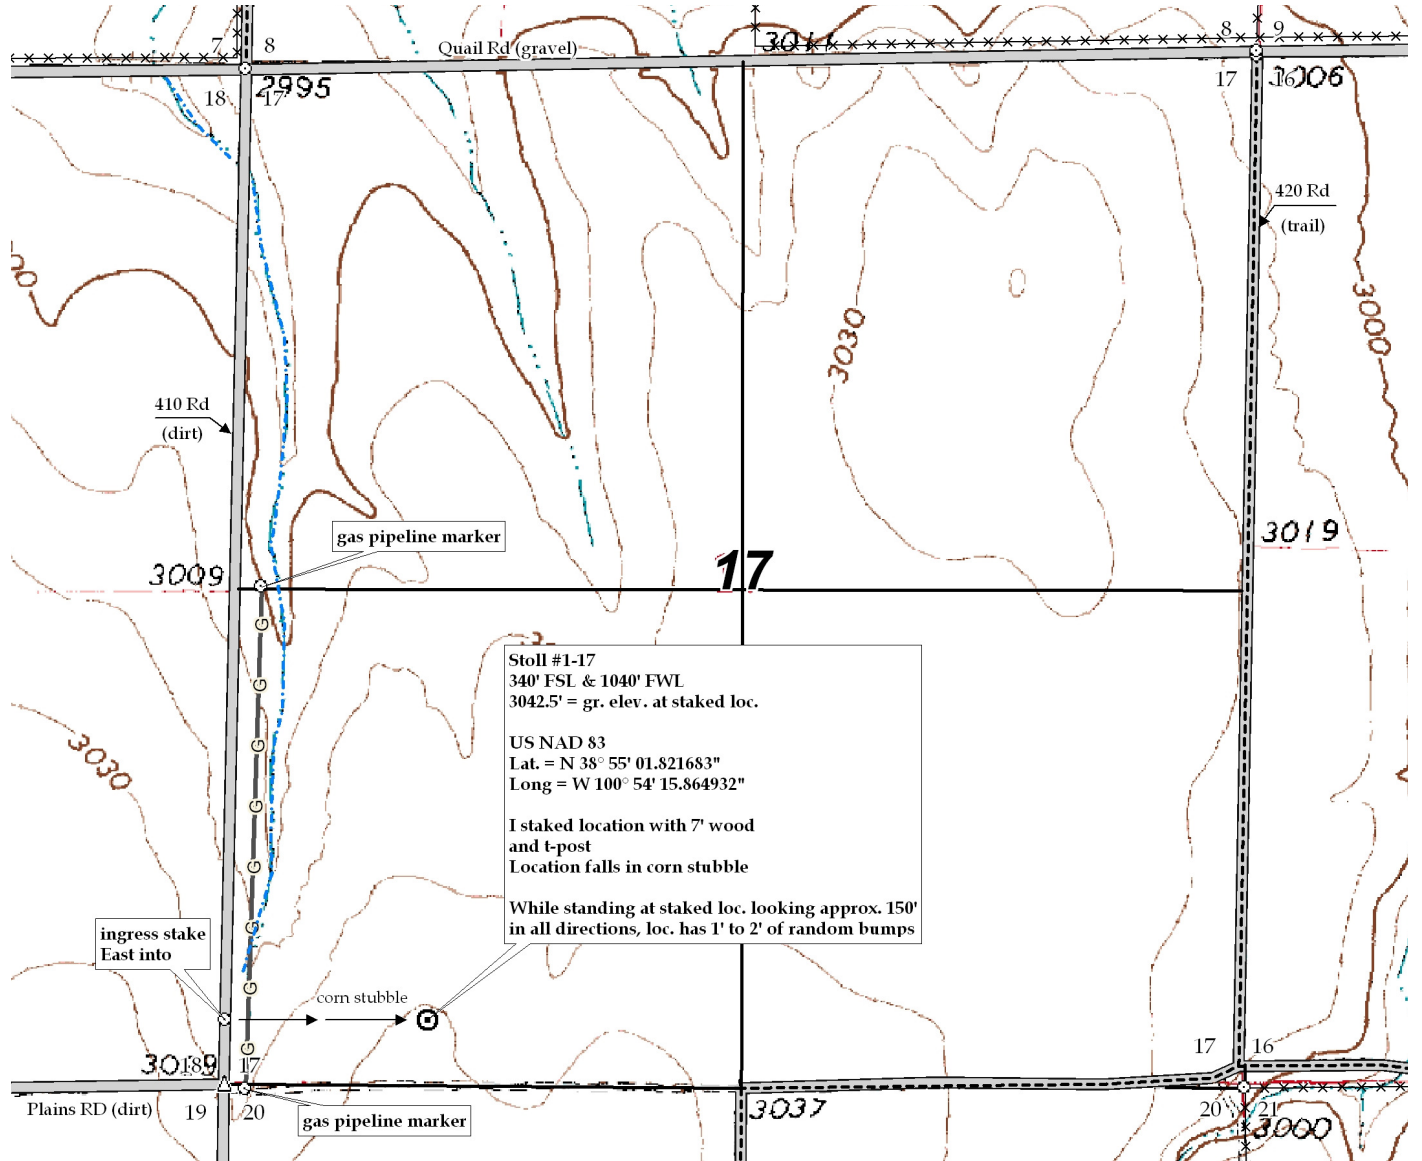 7
8
Quail Rd (gravel)
3011
8
9
18
17
2995
17
16
3006
420 Rd
(trail)
3030
3000
410 Rd
(dirt)
gas pipeline marker
3019
3009
17
G
G
G
G
G
G
G
G
Stoll #1-17
340' FSL & 1040' FWL
3042.5' = gr. elev. at staked loc.
US NAD 83
Lat. = N 38° 55' 01.821683"
Long = W 100° 54' 15.864932"
I staked location with 7' wood
and t-post
Location falls in corn stubble
While standing at staked loc. looking approx. 150'
in all directions, loc. has 1' to 2' of random bumps
3030
ingress stake
East into
corn stubble
18
17
17
16
Plains RD (dirt)
19
20
gas pipeline marker
3037
20
21
3000